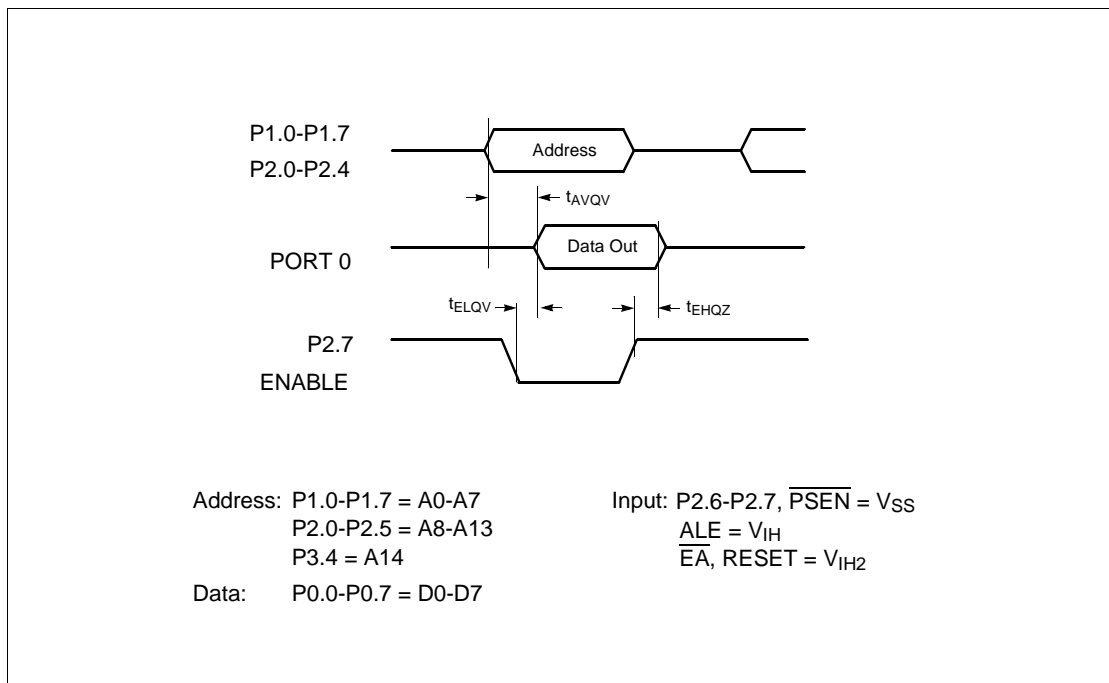 P1.0-P1.7
P2.0-P2.4
Address
tAVQV
PORT 0
Data Out
tELQV
tEHQZ
P2.7
ENABLE
Address: P1.0-P1.7 = A0-A7
P2.0-P2.5 = A8-A13
P3.4 = A14
Data: P0.0-P0.7 = D0-D7
Input: P2.6-P2.7, PSEN = VSS
ALE = VIH
EA, RESET = VIH2